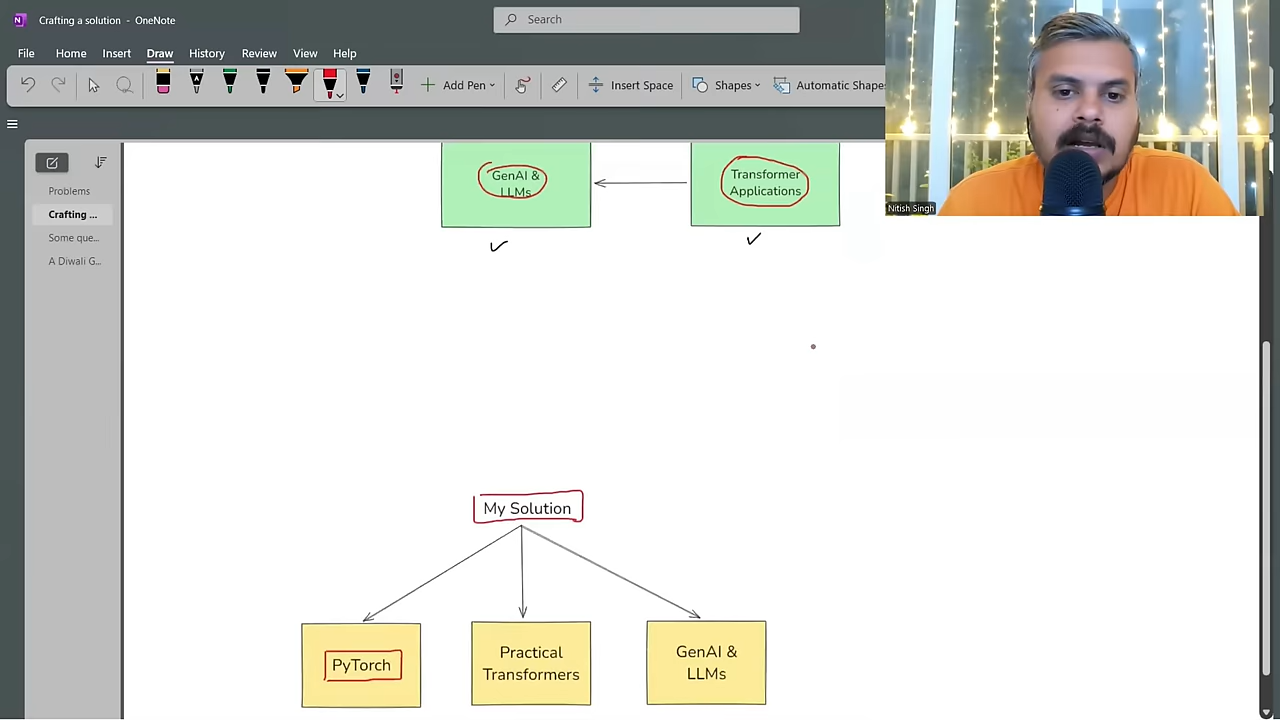 Crafting a solution - OneNote
Search
File Home Insert Draw History Review View Help
Add Pen Insert Space Shapes Automatic Shapes
Nitish Singh
Problems
Crafting ...
Some que...
A Diwali G...
GenAI &
LLMs
Transformer
Applications
My Solution
PyTorch
Practical
Transformers
GenAI &
LLMs